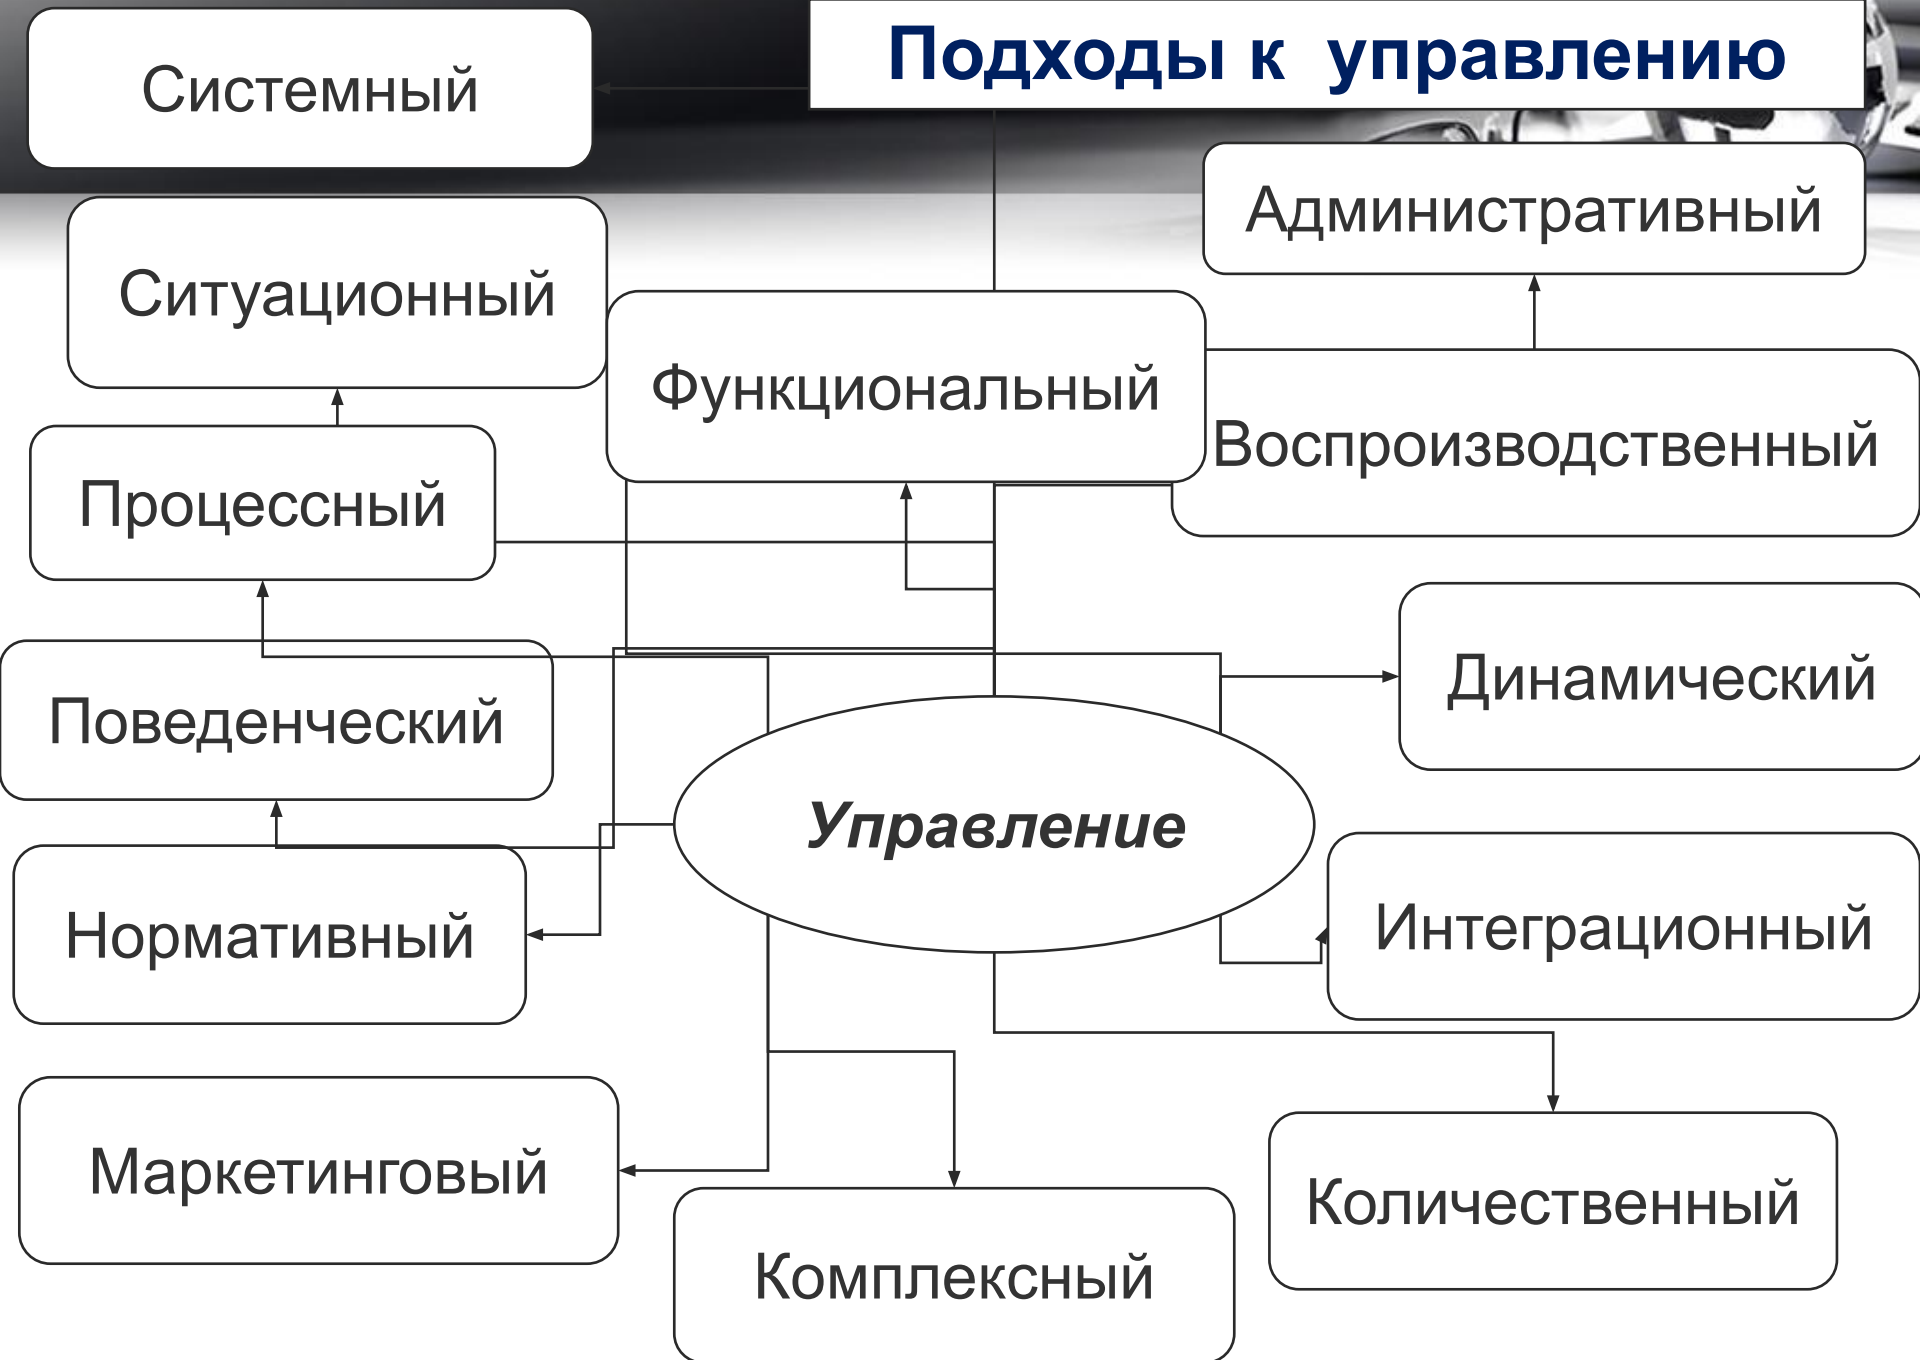 Подходы к управлению
Системный
Административный
Ситуационный
Функциональный
Воспроизводственный
Процессный
Динамический
Поведенческий
Управление
Нормативный
Интеграционный
Маркетинговый
Количественный
Комплексный